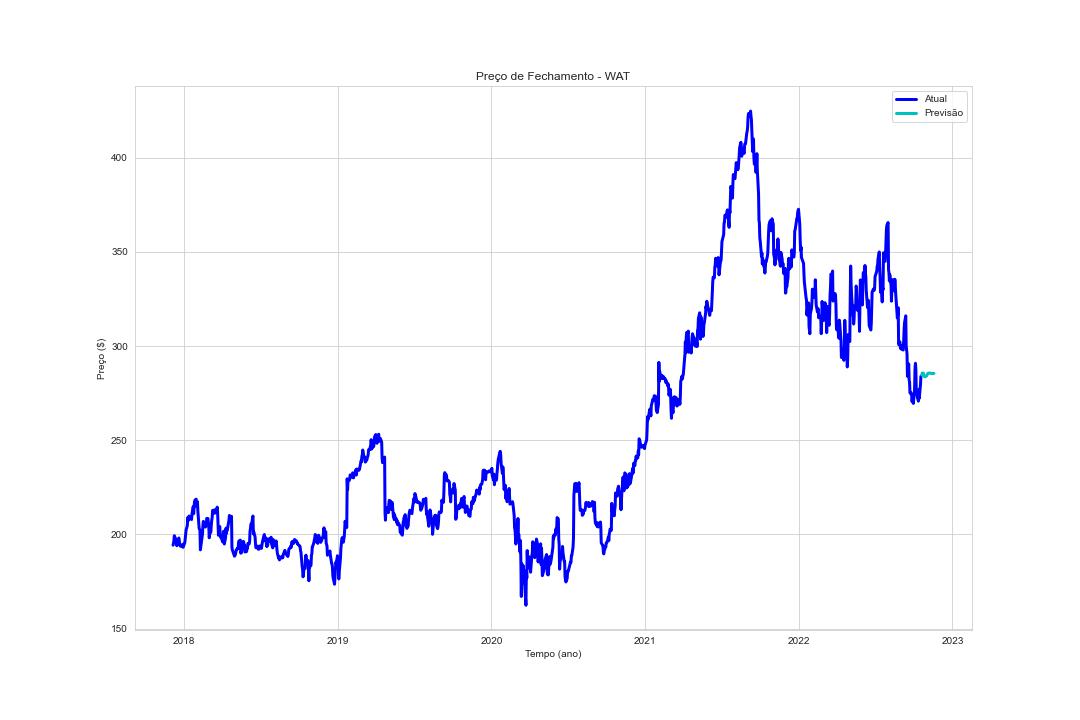 Preço de Fechamento - WAT
Atual
Previsão
400
350
300
250
200
150
Preço ($)
2018 2019 2020 2021 2022 2023
Tempo (ano)